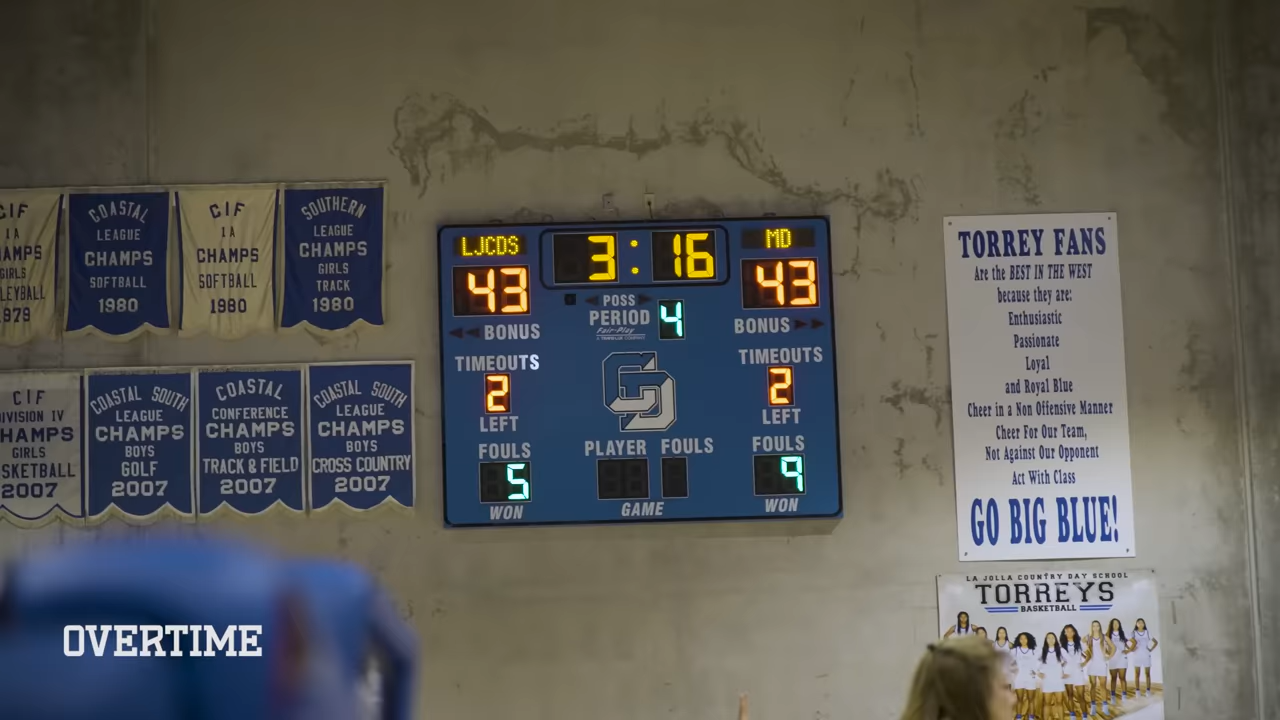 CIF
1A
CHAMPS
GIRLS
1979
COASTAL
LEAGUE
CHAMPS
SOFTBALL
1980
CIF
1A
CHAMPS
SOFTBALL
1980
SOUTHERN
LEAGUE
CHAMPS
GIRLS
TRACK
1980
CIF
DIVISION IV
CHAMPS
GIRLS
BASKETBALL
2007
COASTAL SOUTH
LEAGUE
CHAMPS
BOYS
GOLF
2007
COASTAL
CONFERENCE
CHAMPS
BOYS
TRACK & FIELD
2007
COASTAL SOUTH
LEAGUE
CHAMPS
BOYS
CROSS COUNTRY
2007
LJCDS 3:16 MD
43 43
POSS
PERIOD 4
Fair-Play
BONUS BONUS
TIMEOUTS TIMEOUTS
2 2
LEFT LEFT
FOULS PLAYER FOULS FOULS
5 9
WON GAME WON
TORREY FANS
Are the BEST IN THE WEST
because they are:
Enthusiastic
Passionate
Loyal
and Royal Blue
Cheer in a Non Offensive Manner
Cheer For Our Team,
Not Against Our Opponent
Act With Class
GO BIG BLUE!
LA JOLLA COUNTRY DAY SCHOOL
TORREYS
BASKETBALL
OVERTIME